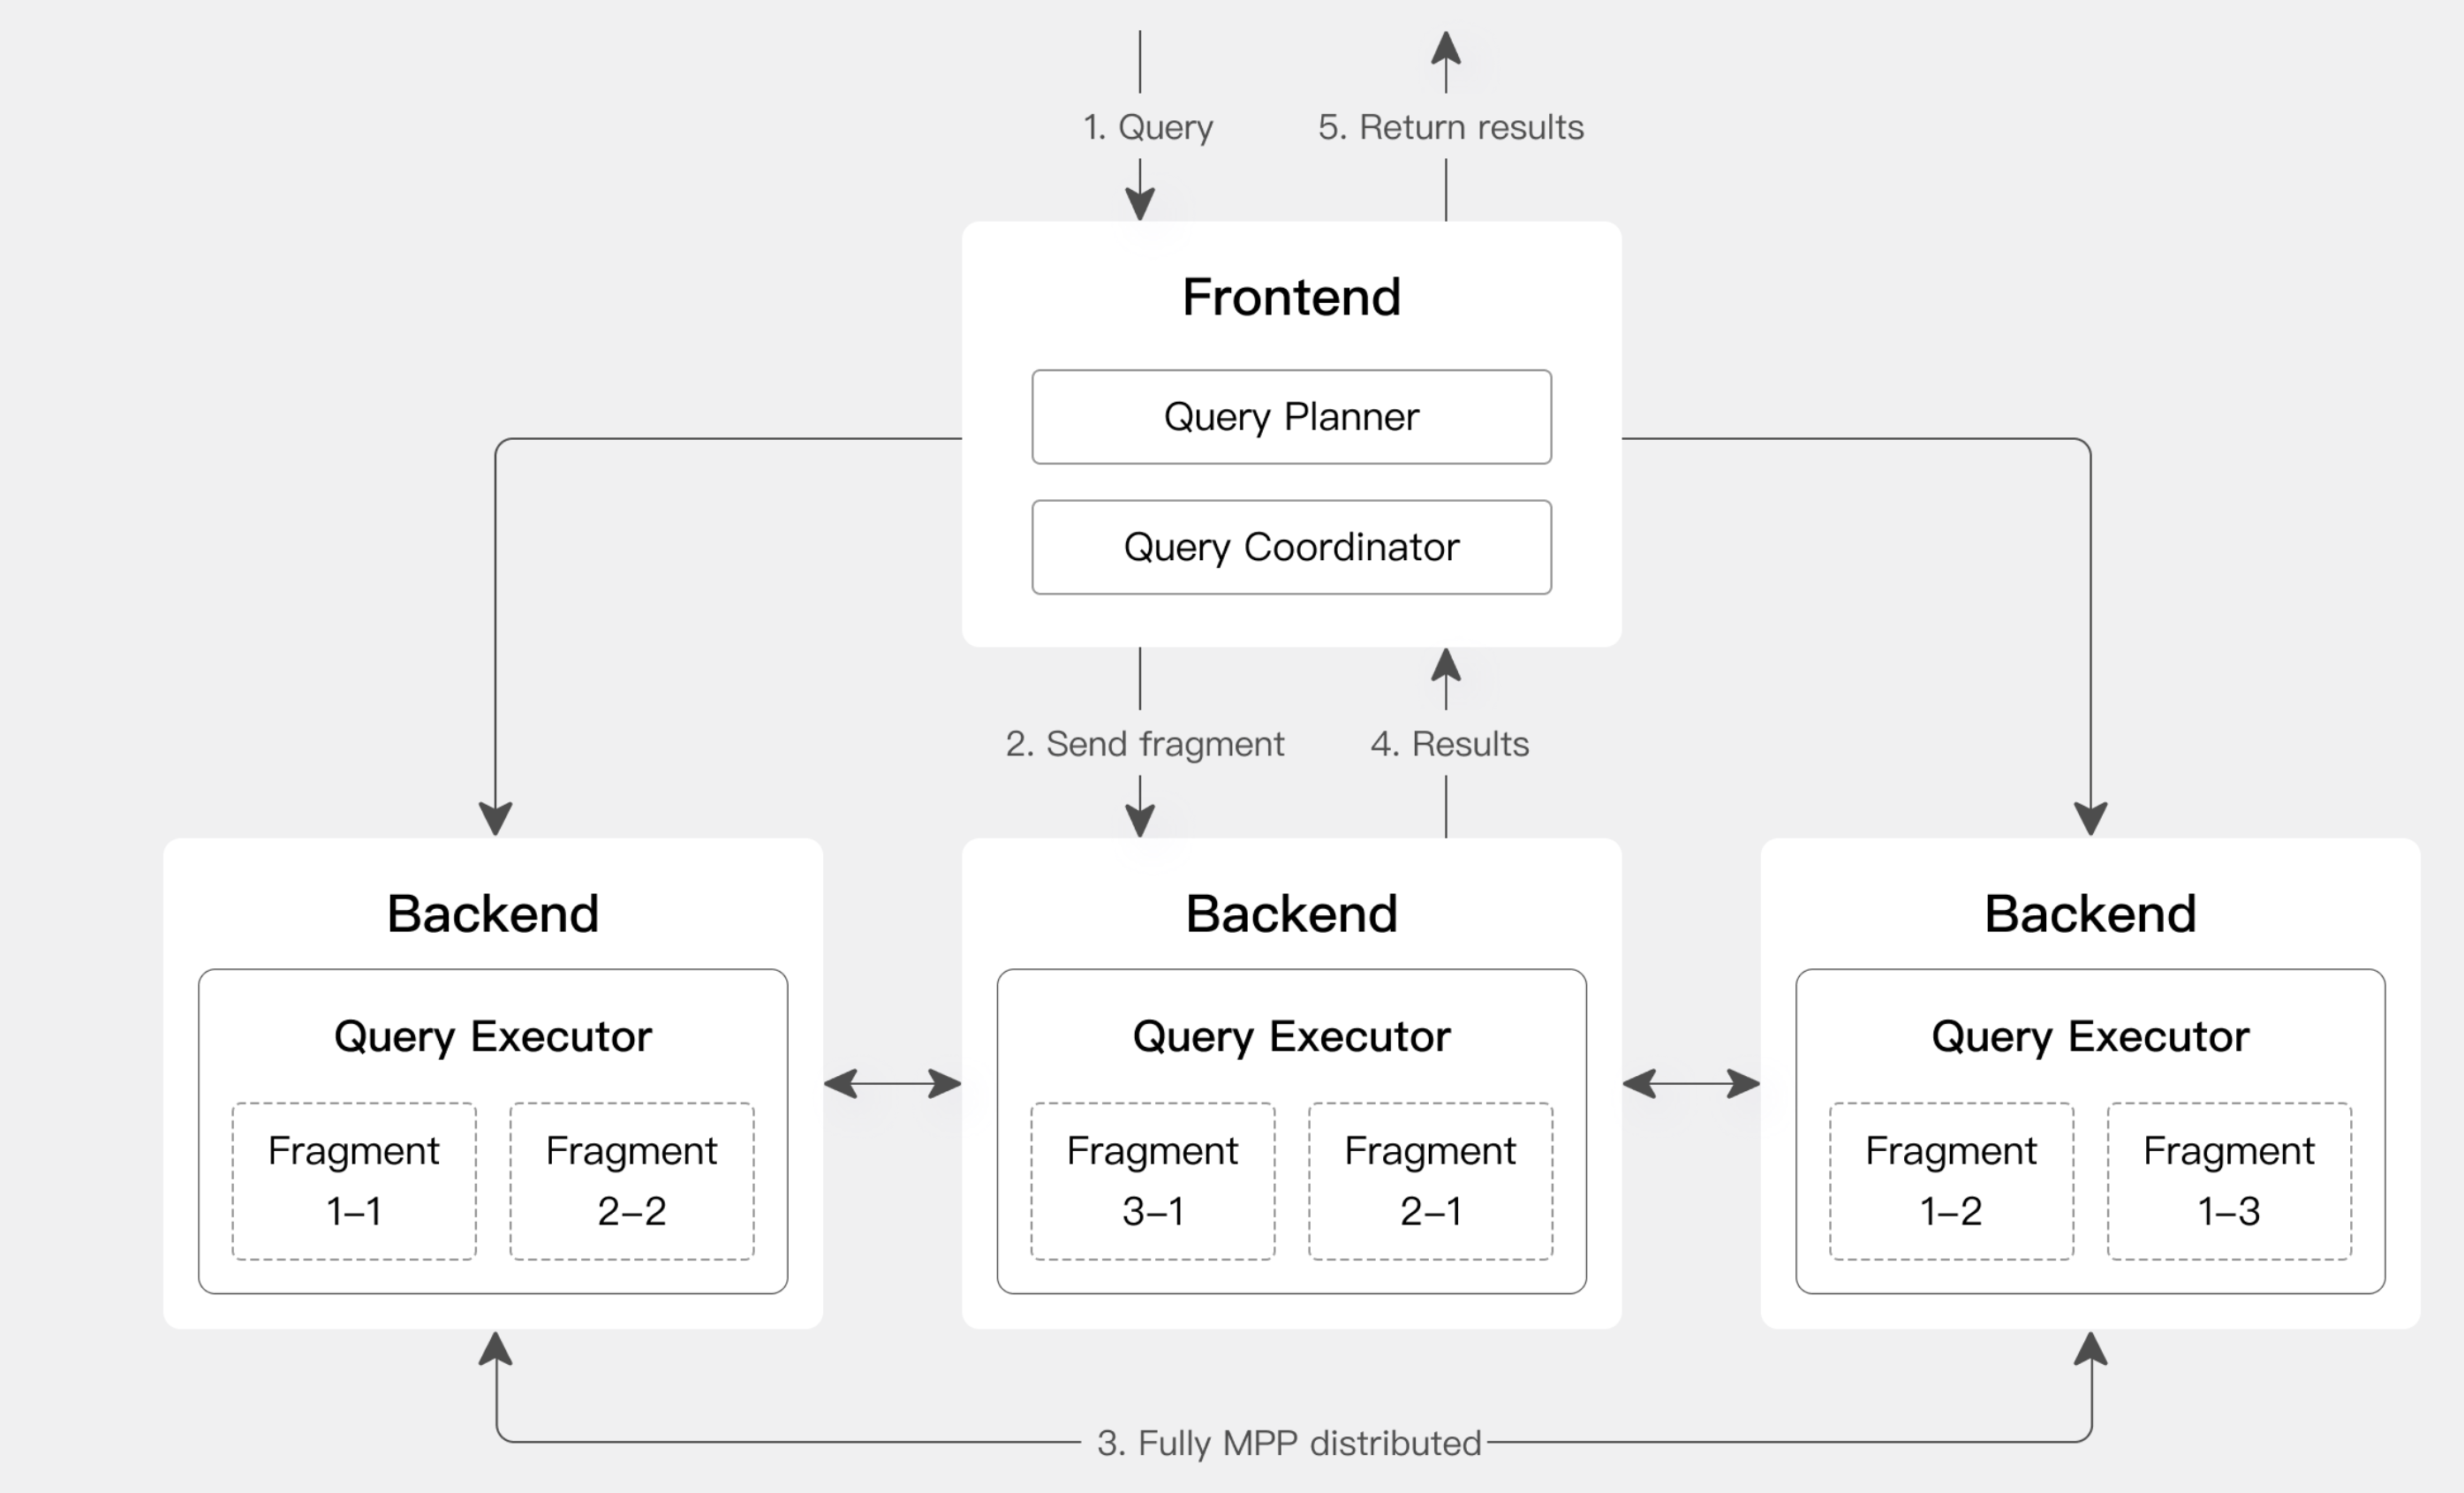 1. Query
5. Return results
Frontend
Query Planner
Query Coordinator
2. Send fragment
4. Results
Backend
Query Executor
Fragment
1–1
Fragment
2–2
Backend
Query Executor
Fragment
3–1
Fragment
2–1
Backend
Query Executor
Fragment
1–2
Fragment
1–3
3. Fully MPP distributed